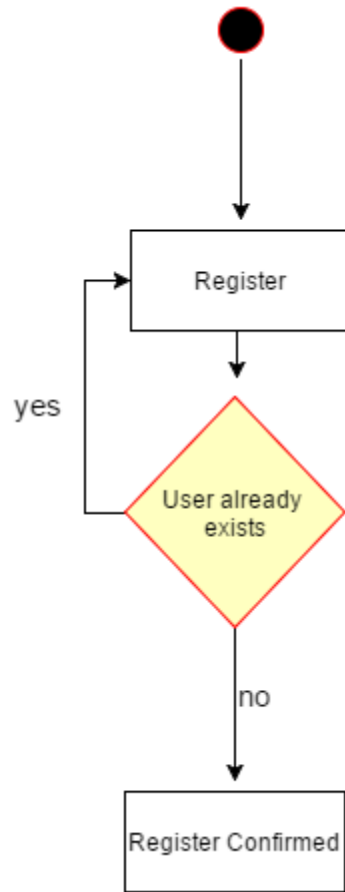 Register
yes
User already
exists
no
Register Confirmed